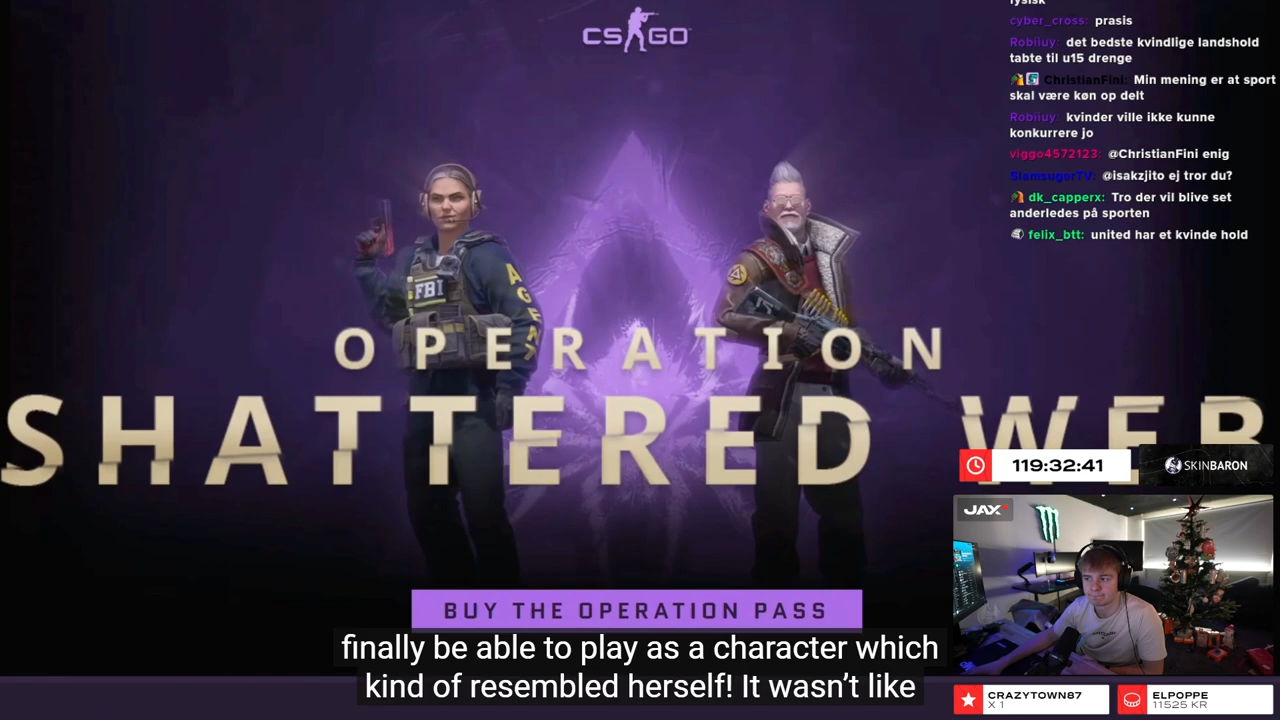 CS GO
fysisk
cyber_cross: prasis
Robiiuy: det bedste kvindlige landshold
tabte til u15 drenge
ChristianFini: Min mening er at sport
skal være køn op delt
Robiiuy: kvinder ville ikke kunne
konkurrere jo
viggo4572123: @ChristianFini enig
SlamsugerTV: @isakzjito ej tror du?
dk_capperx: Tro der vil blive set
anderledes på sporten
felix_btt: united har et kvinde hold
FBI
AGENT
OPERATION
SHATTERED WEB
119:32:41
SKINBARON
JAX
BUY THE OPERATION PASS
finally be able to play as a character which
kind of resembled herself! It wasn't like
CRAZYTOWN87
X 1
ELPOPPE
11525 KR